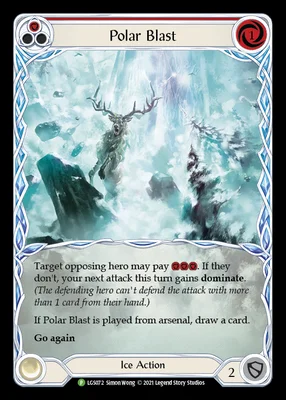 Polar Blast
1
Target opposing hero may pay. If they
don't, your next attack this turn gains dominate.
(The defending hero can't defend the attack with more
than 1 card from their hand.)
If Polar Blast is played from arsenal, draw a card.
Go again
Ice Action
2
P LGS072 Simon Wong © 2021 Legend Story Studios